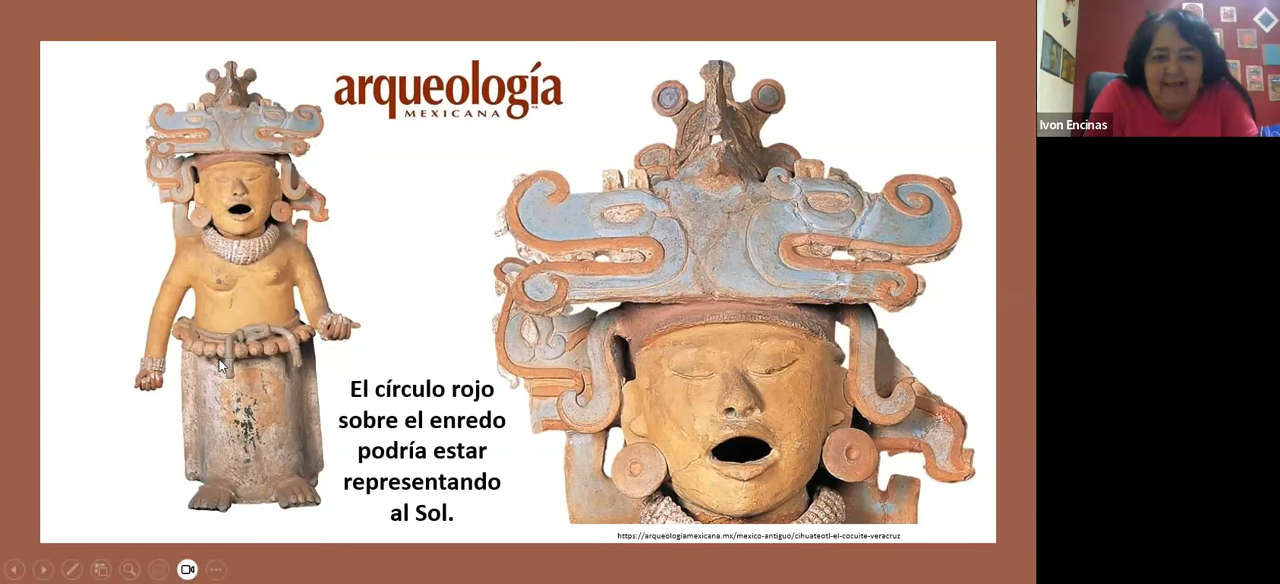 arqueología
MEXICANA
El círculo rojo
sobre el enredo
podría estar
representando
al Sol.
https://arqueologiamexicana.mx/mexico-antiguo/cihuateotl-el-cocuite-veracruz
Ivon Encinas